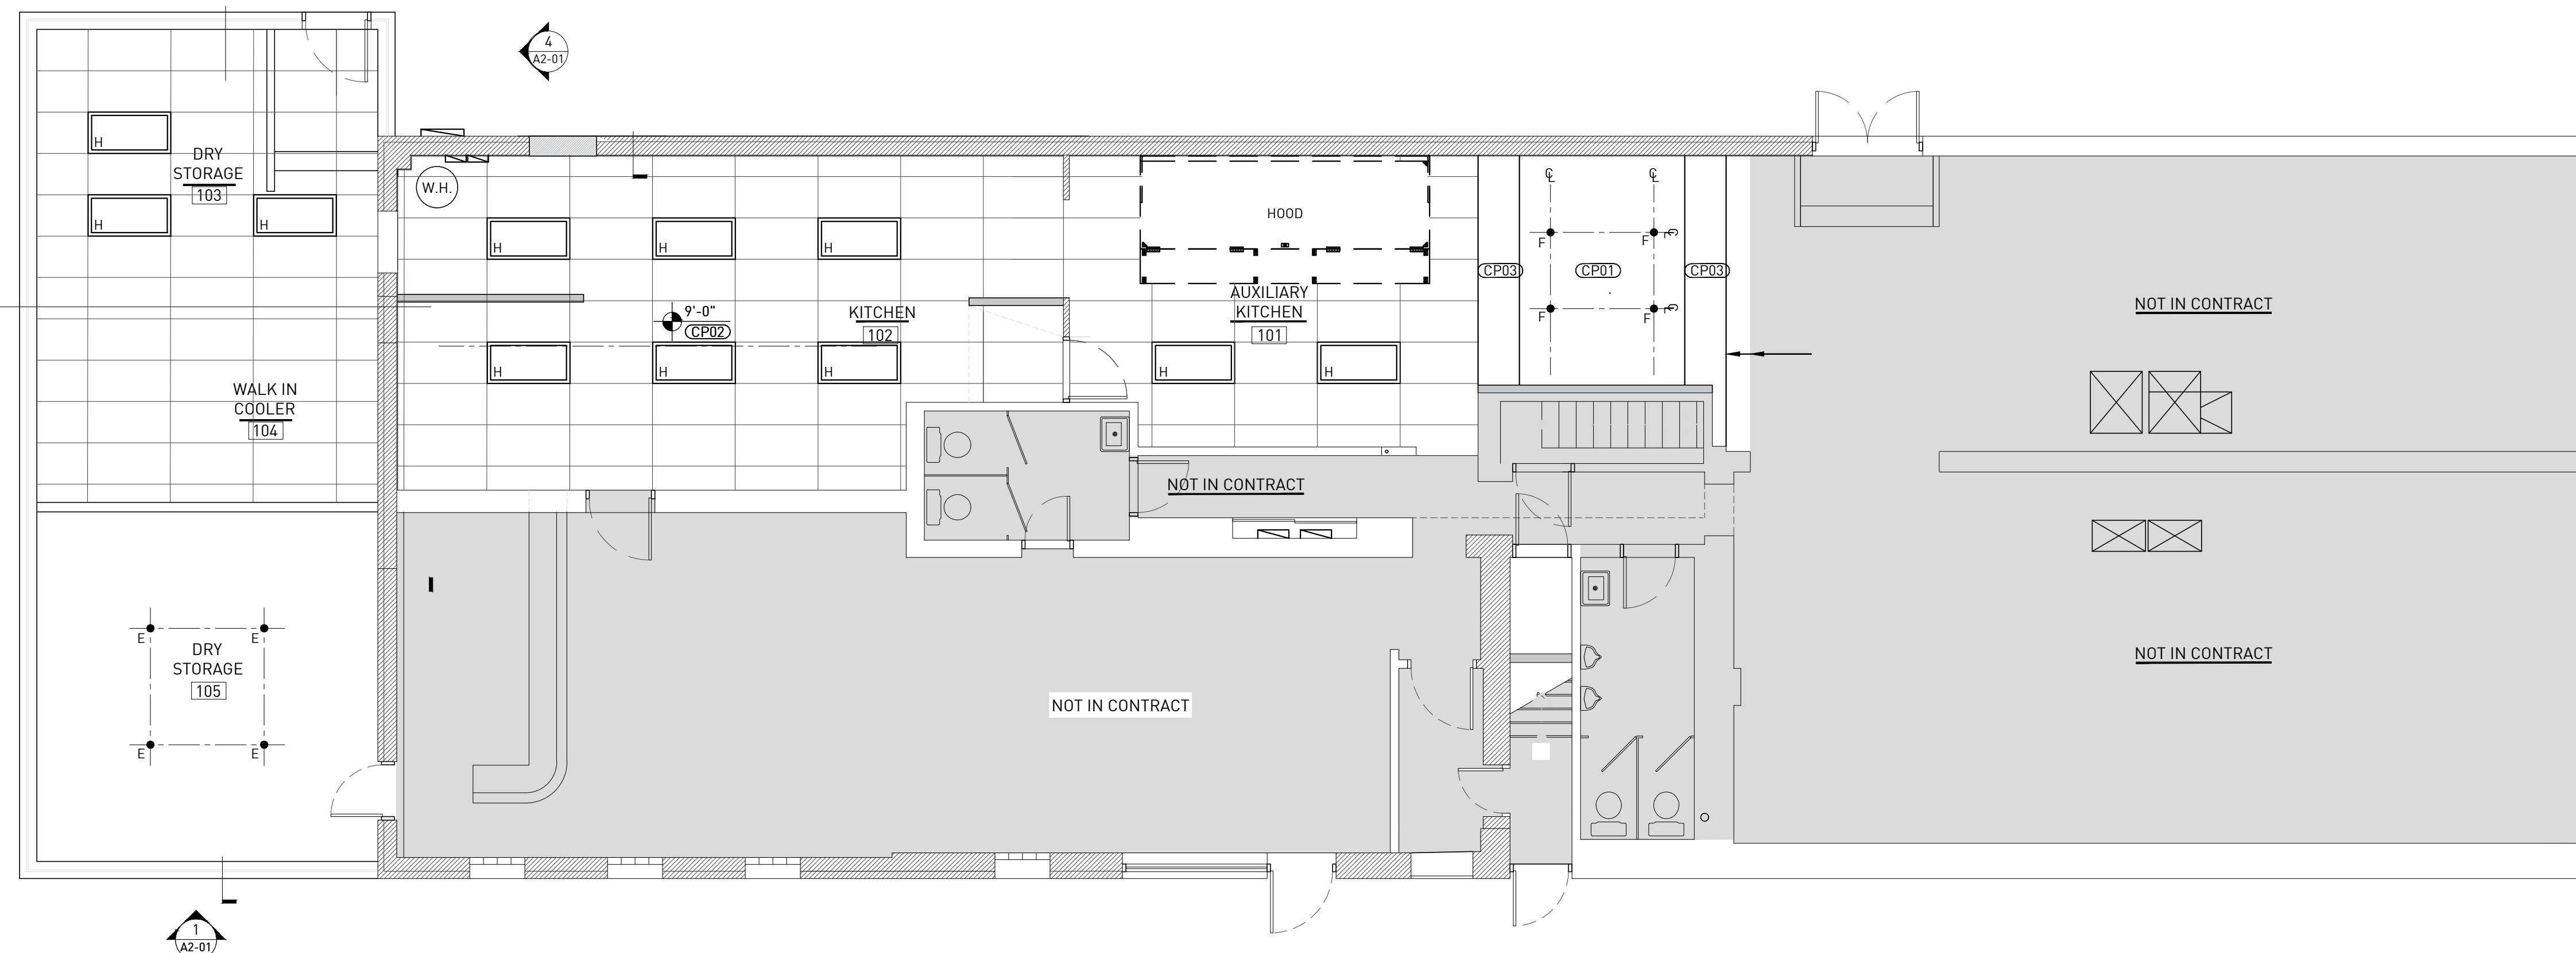 4
A2-01
H
DRY
STORAGE
103
H
H
W.H.
H
H
H
HOOD
℄
℄
F
F
℄
CP03
CP01
CP03
AUXILIARY
KITCHEN
101
9'-0"
CP02
KITCHEN
102
F
F
℄
NOT IN CONTRACT
H
H
H
H
H
WALK IN
COOLER
104
NOT IN CONTRACT
E
E
DRY
STORAGE
105
E
E
NOT IN CONTRACT
NOT IN CONTRACT
1
A2-01